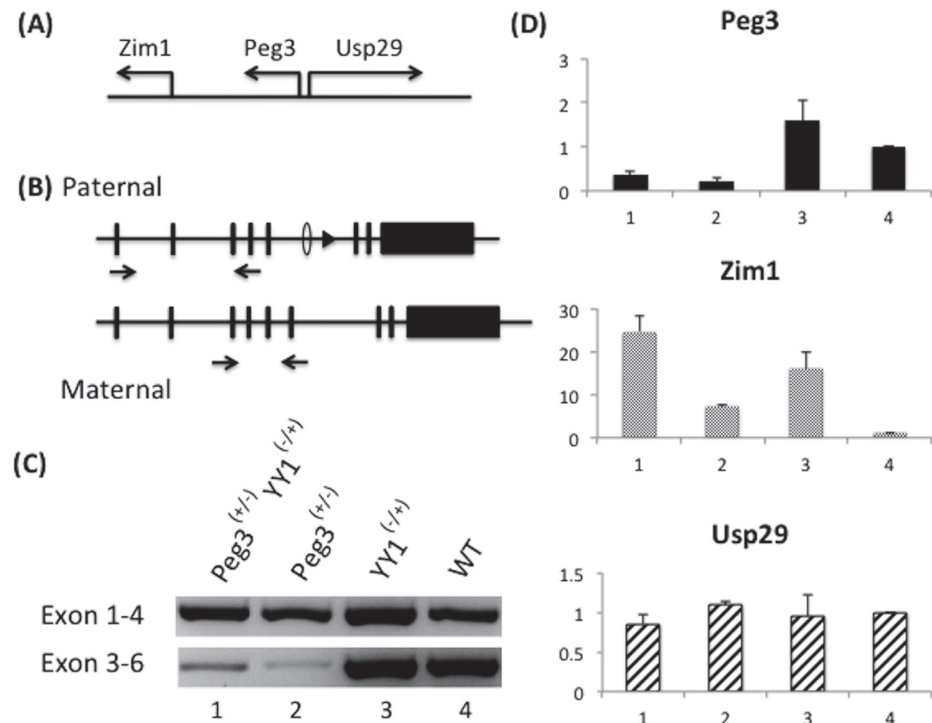 (A)
Zim1 Peg3 Usp29
(B) Paternal
Maternal
(C)
Peg3(+/-) YY1(-/+)
Peg3(+/-)
YY1(-/+)
WT
Exon 1-4
Exon 3-6
1 2 3 4
(D)
Peg3
3
2
1
0
1 2 3 4
Zim1
30
20
10
0
1 2 3 4
Usp29
1.5
1
0.5
0
1 2 3 4